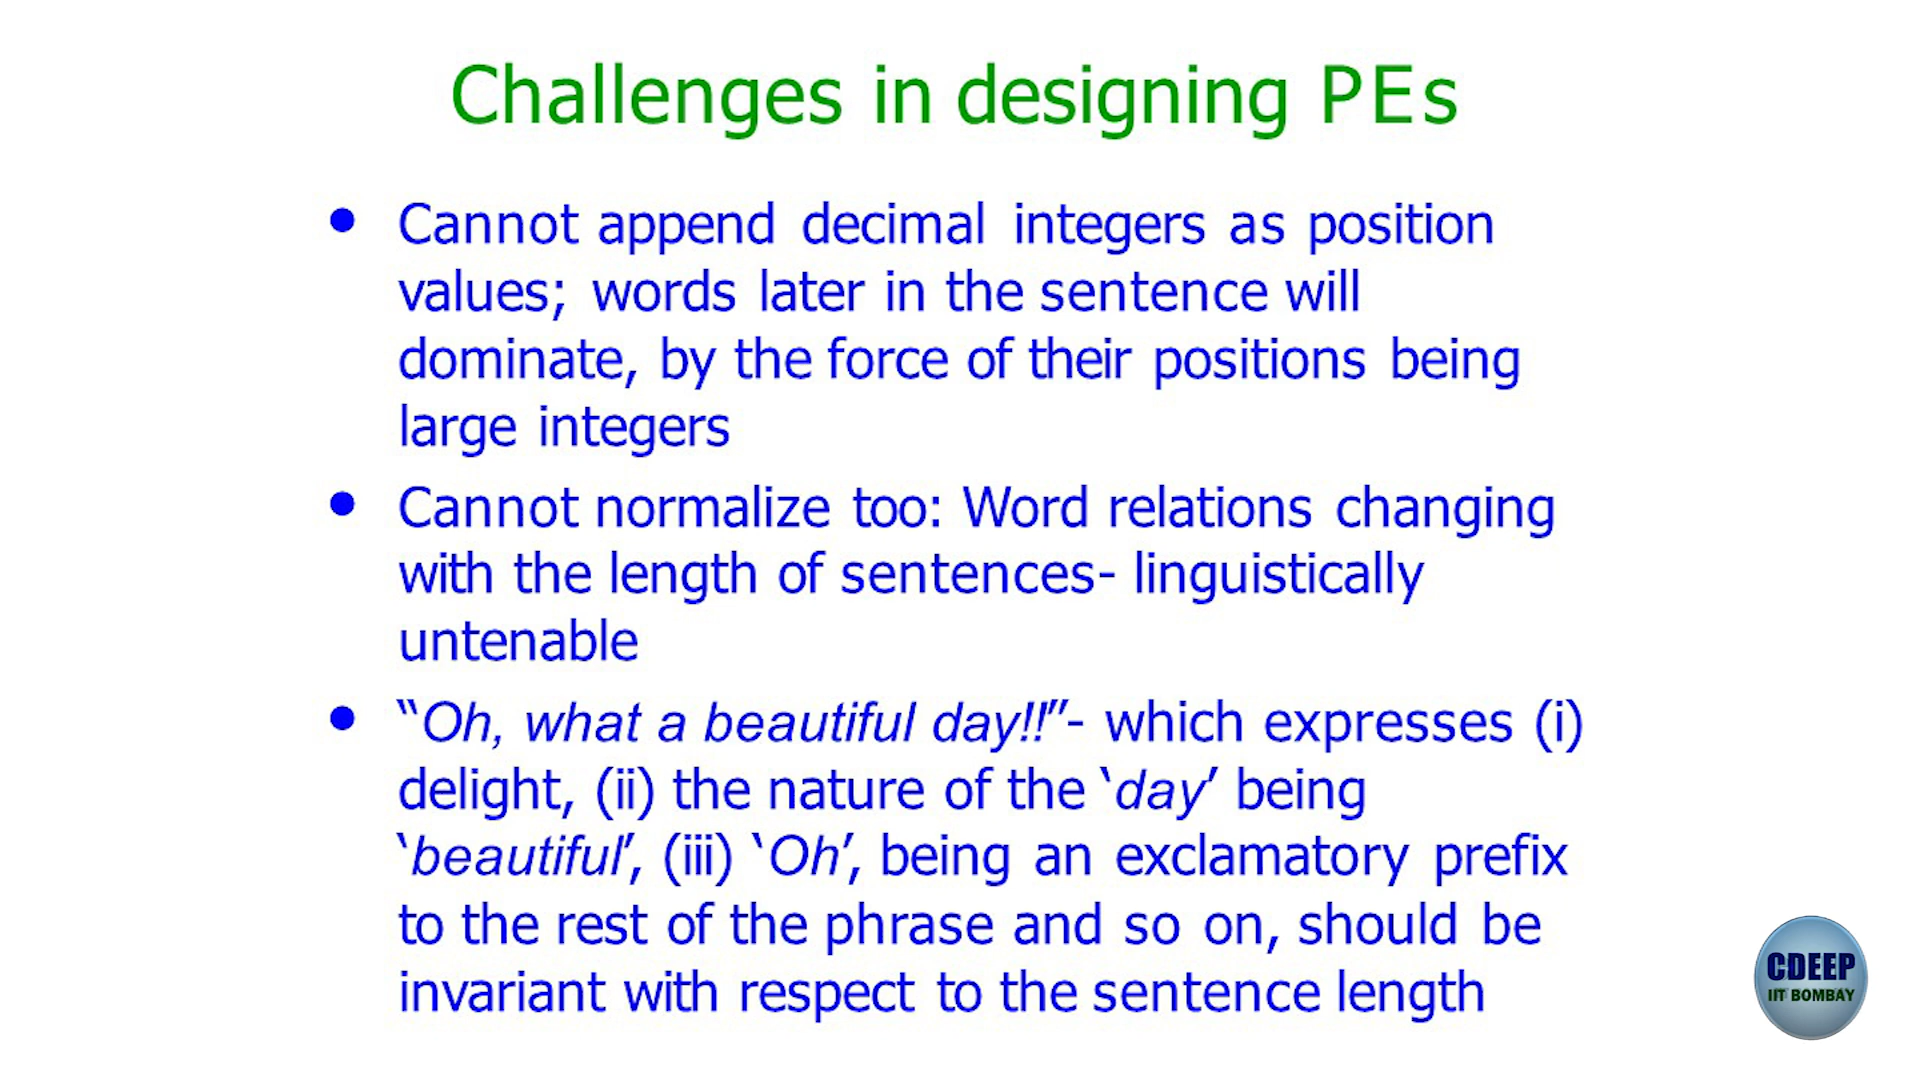 Challenges in designing PEs
• Cannot append decimal integers as position
values; words later in the sentence will
dominate, by the force of their positions being
large integers
• Cannot normalize too: Word relations changing
with the length of sentences- linguistically
untenable
• “Oh, what a beautiful day!!”- which expresses (i)
delight, (ii) the nature of the ‘day’ being
‘beautiful’, (iii) ‘Oh’, being an exclamatory prefix
to the rest of the phrase and so on, should be
invariant with respect to the sentence length
CDEEP
IIT BOMBAY